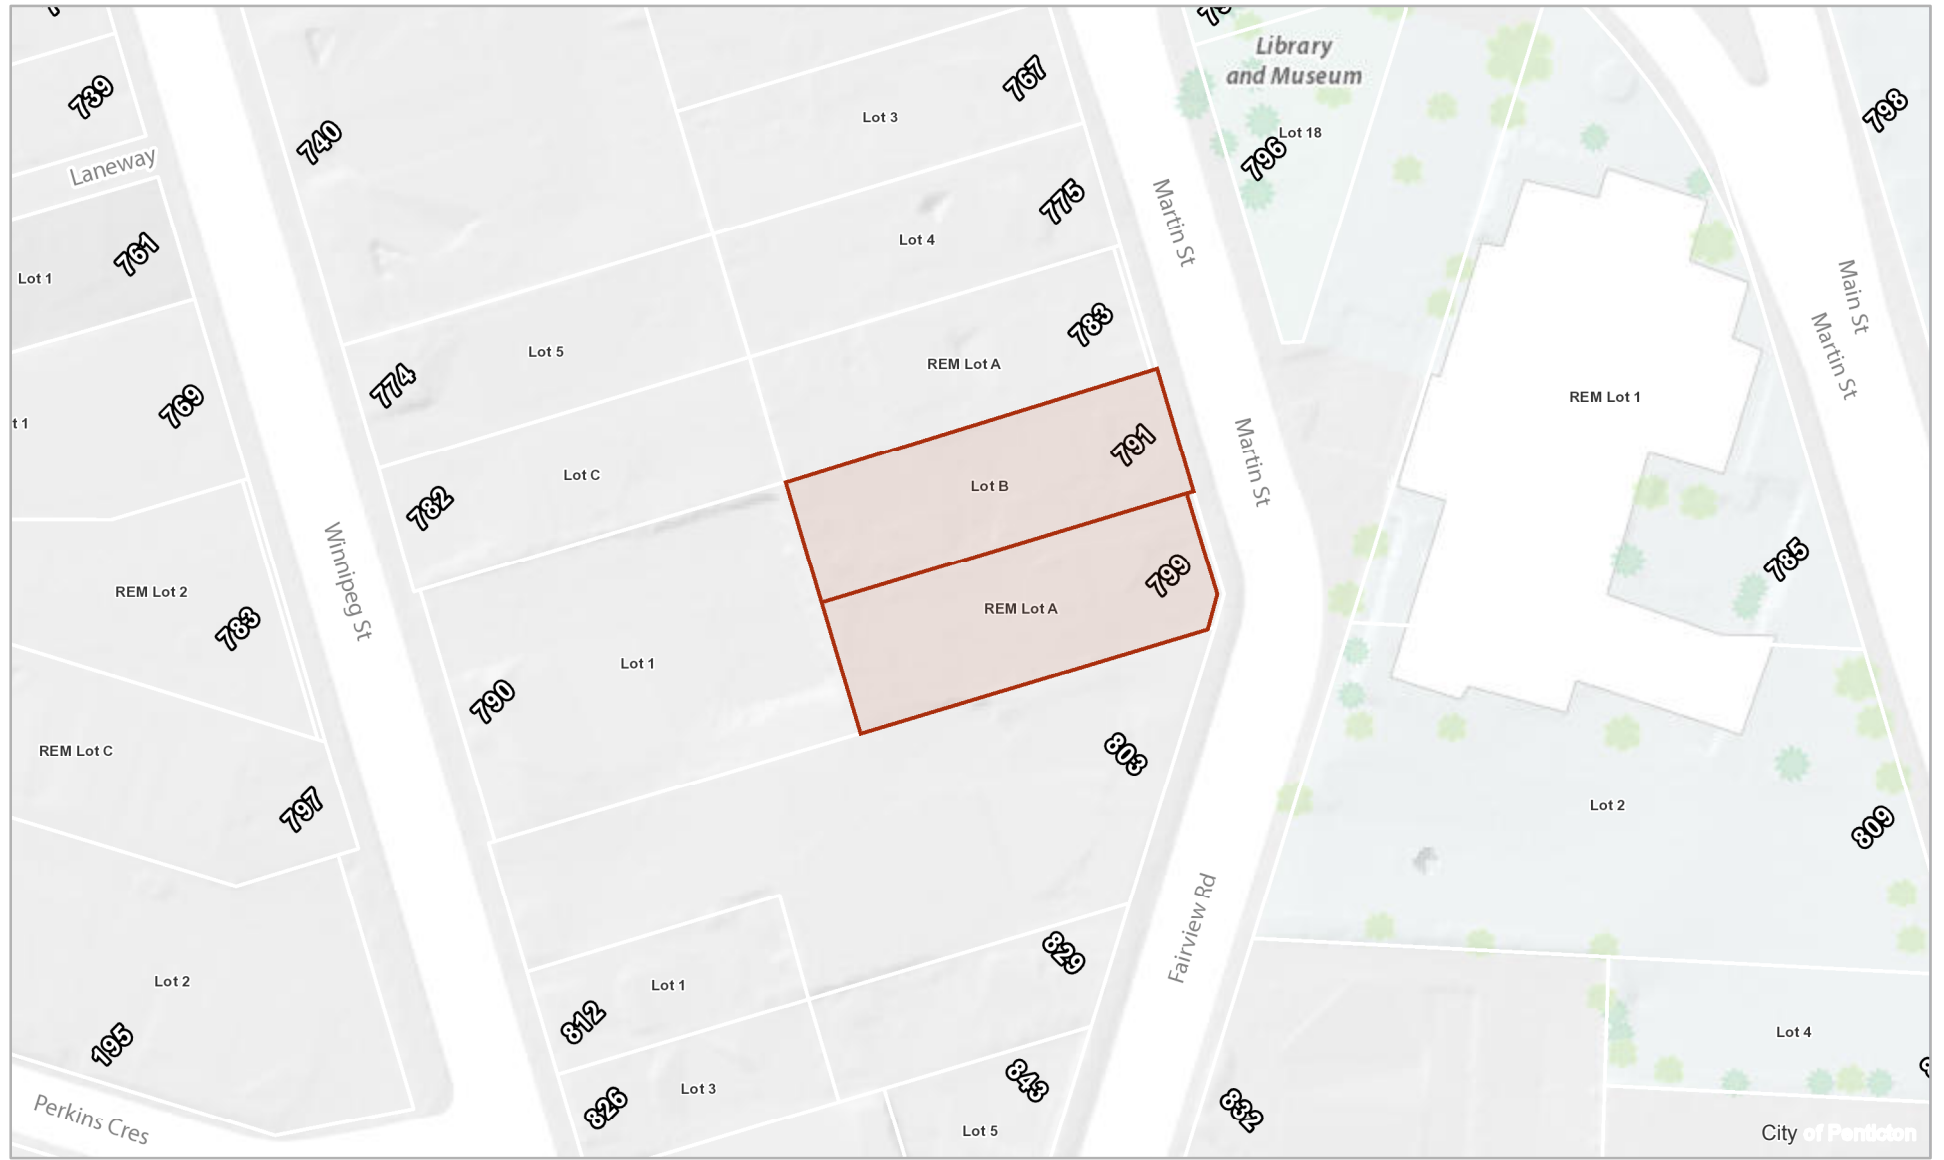 739
Laneway
740
Lot 3
767
Library
and Museum
Lot 18
796
798
761
Lot 1
775
Lot 4
Martin St
774
Lot 5
REM Lot A
783
Main St
Martin St
769
REM Lot 1
782
Lot C
Lot B
791
Martin St
Winnipeg St
REM Lot 2
783
REM Lot A
799
785
790
Lot 1
REM Lot C
797
803
Lot 2
809
Lot 2
195
Lot 1
812
829
Fairview Rd
Lot 4
Perkins Cres
Lot 3
826
843
Lot 5
832
City of Penticton